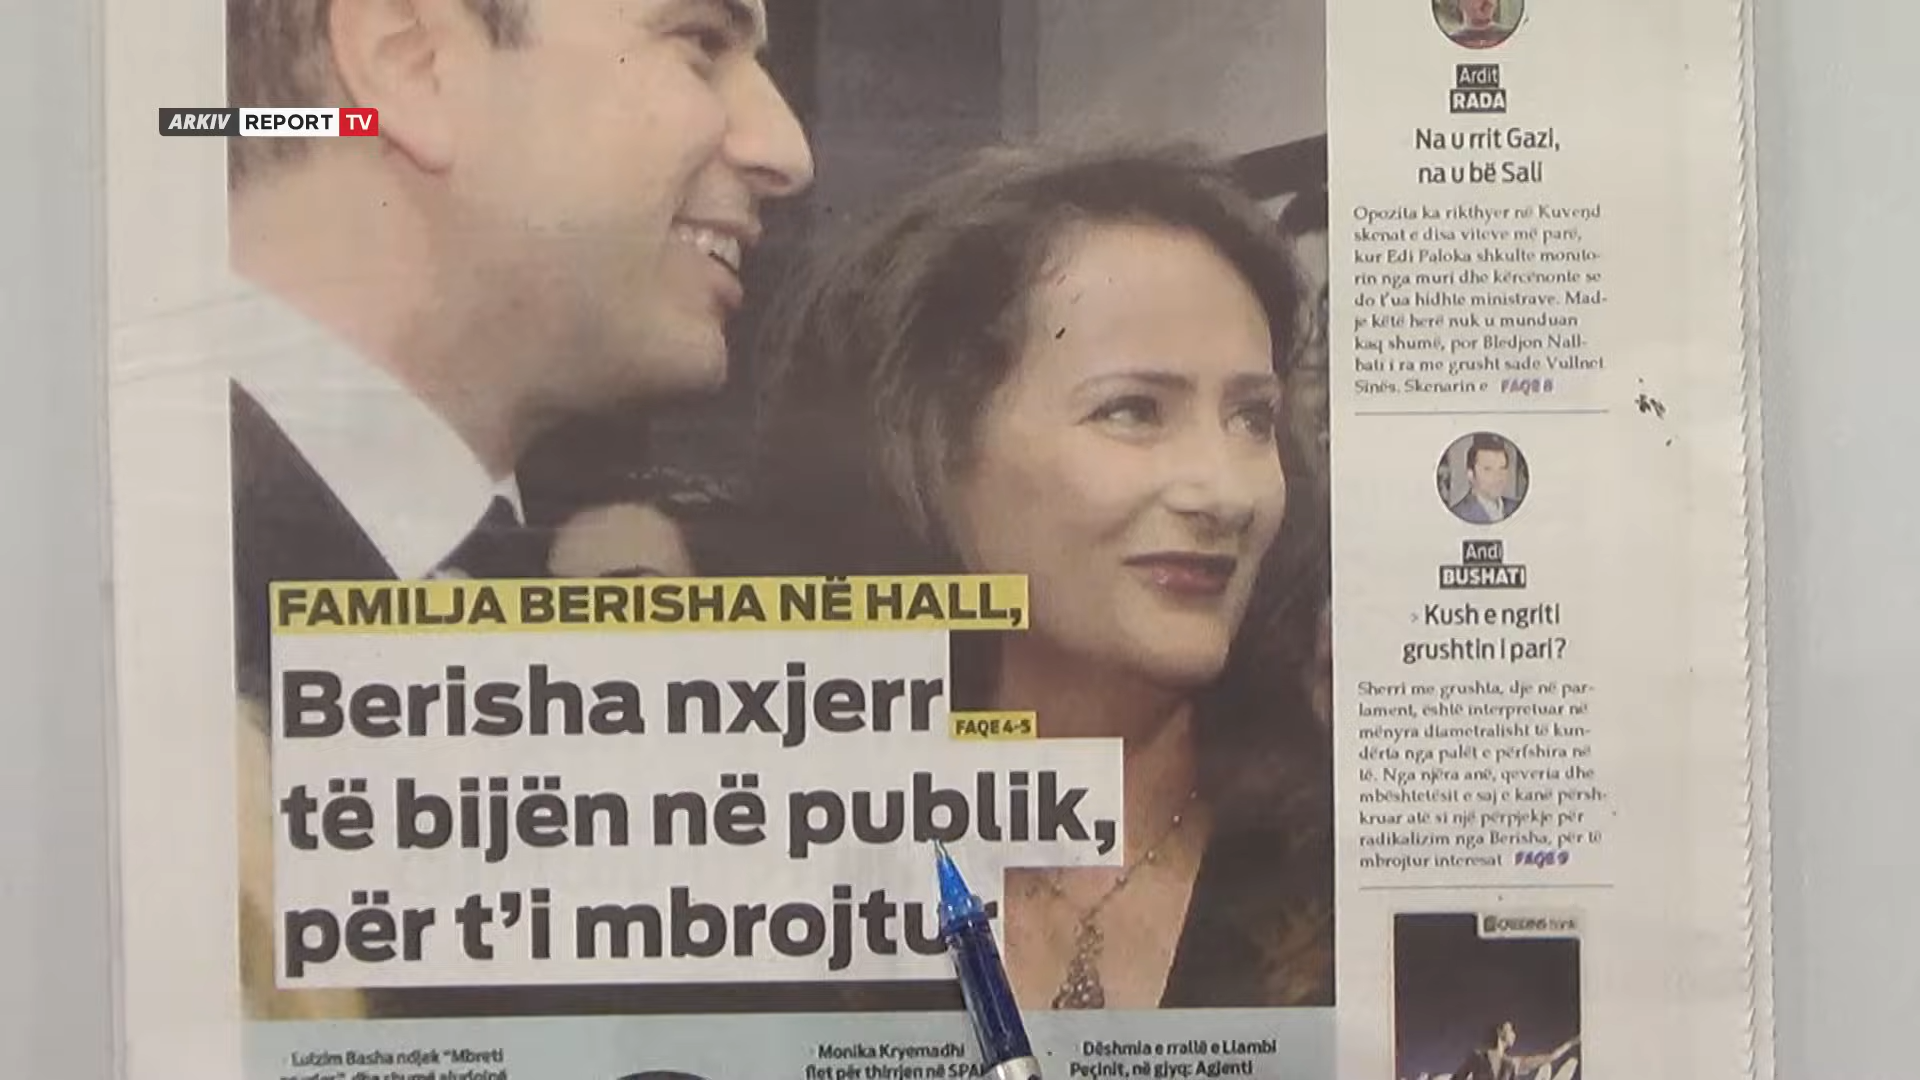 ARKIV REPORT TV
FAMILJA BERISHA NË HALL,
Berisha nxjerr
FAQE 4-5
të bijën në publik,
për t'i mbrojtur
Ardit
RADA
Na u rrit Gazi,
na u bë Sali
Opozita ka rikthyer në Kuvend
skenat e disa viteve më parë,
kur Edi Paloka shkulte monito-
rin nga muri dhe kërcënonte se
do t'ua hidhte ministrave. Mad-
je këtë herë nuk u munduan
kaq shumë, por Bledjon Nall-
bati i ra me grusht sade Vullnet
Sinës. Skenarin e FAQE 8
Andi
BUSHATI
> Kush e ngriti
grushtin i pari?
Sherri me grushta, dje në par-
lament, është interpretuar në
mënyra diametralisht të kun-
dërta nga palët e përfshira në
të. Nga njëra anë, qeveria dhe
mbështetësit e saj e kanë përsh-
kruar atë si një përpjekje për
radikalizim nga Berisha, për të
mbrojtur interesat FAQE 9
CREDINS bank
Lulzim Basha ndjek "Mbreti
Monika Kryemadhi
flet për thirrjen në SPAK
Dëshmia e rrallë e Llambi
Peçinit, në gjyq: Agjenti